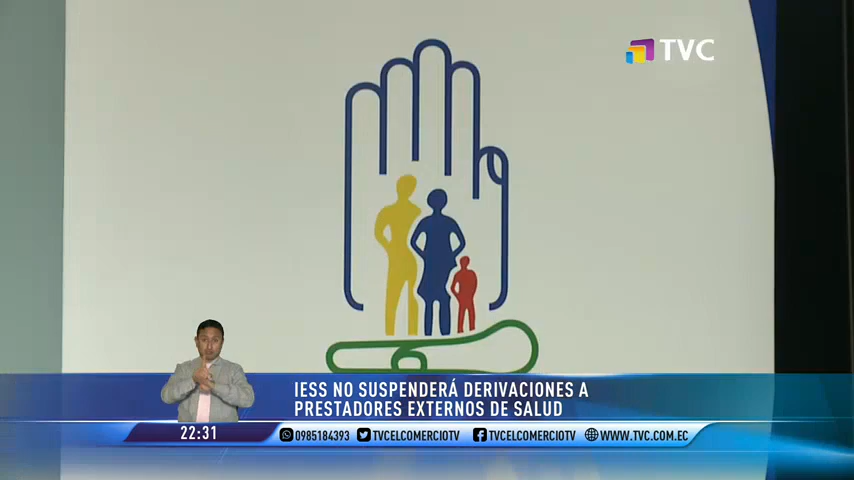 TVC
IESS NO SUSPENDERÁ DERIVACIONES A
PRESTADORES EXTERNOS DE SALUD
22:31 0985184393 TVCELCOMERCIOTV TVCELCOMERCIOTV WWW.TVC.COM.EC